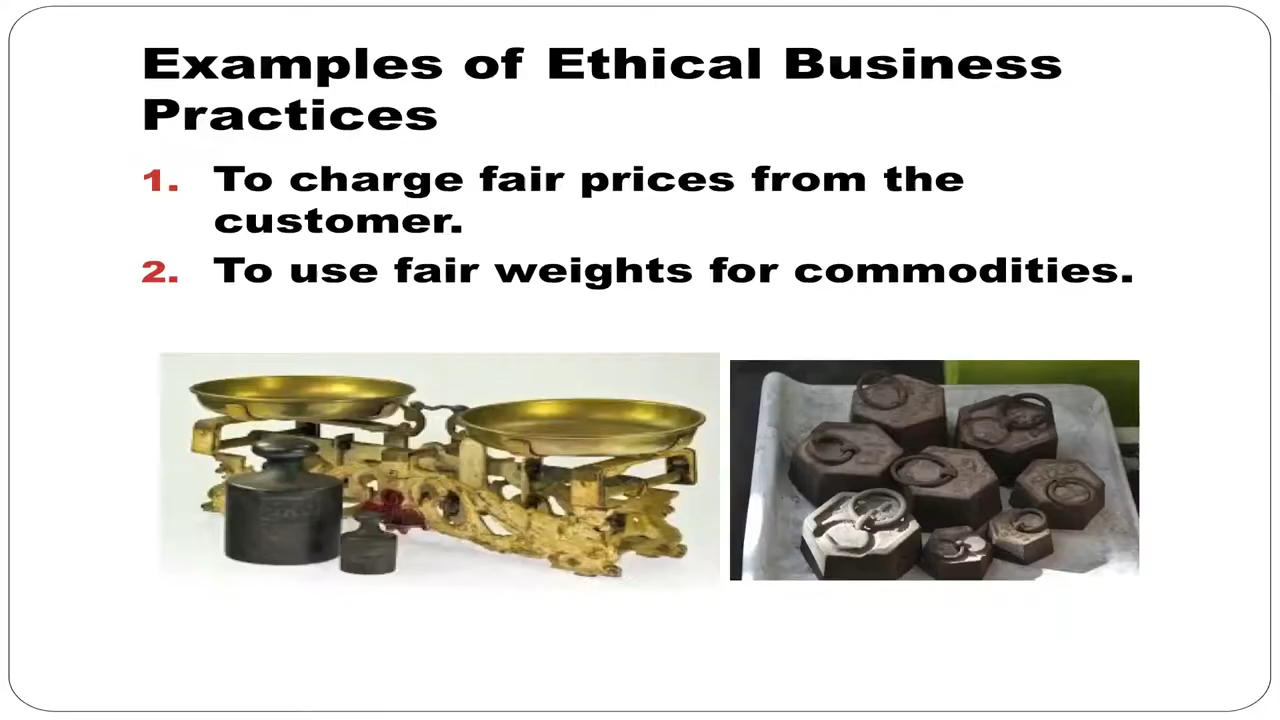 Examples of Ethical Business
Practices
1. To charge fair prices from the
customer.
2. To use fair weights for commodities.